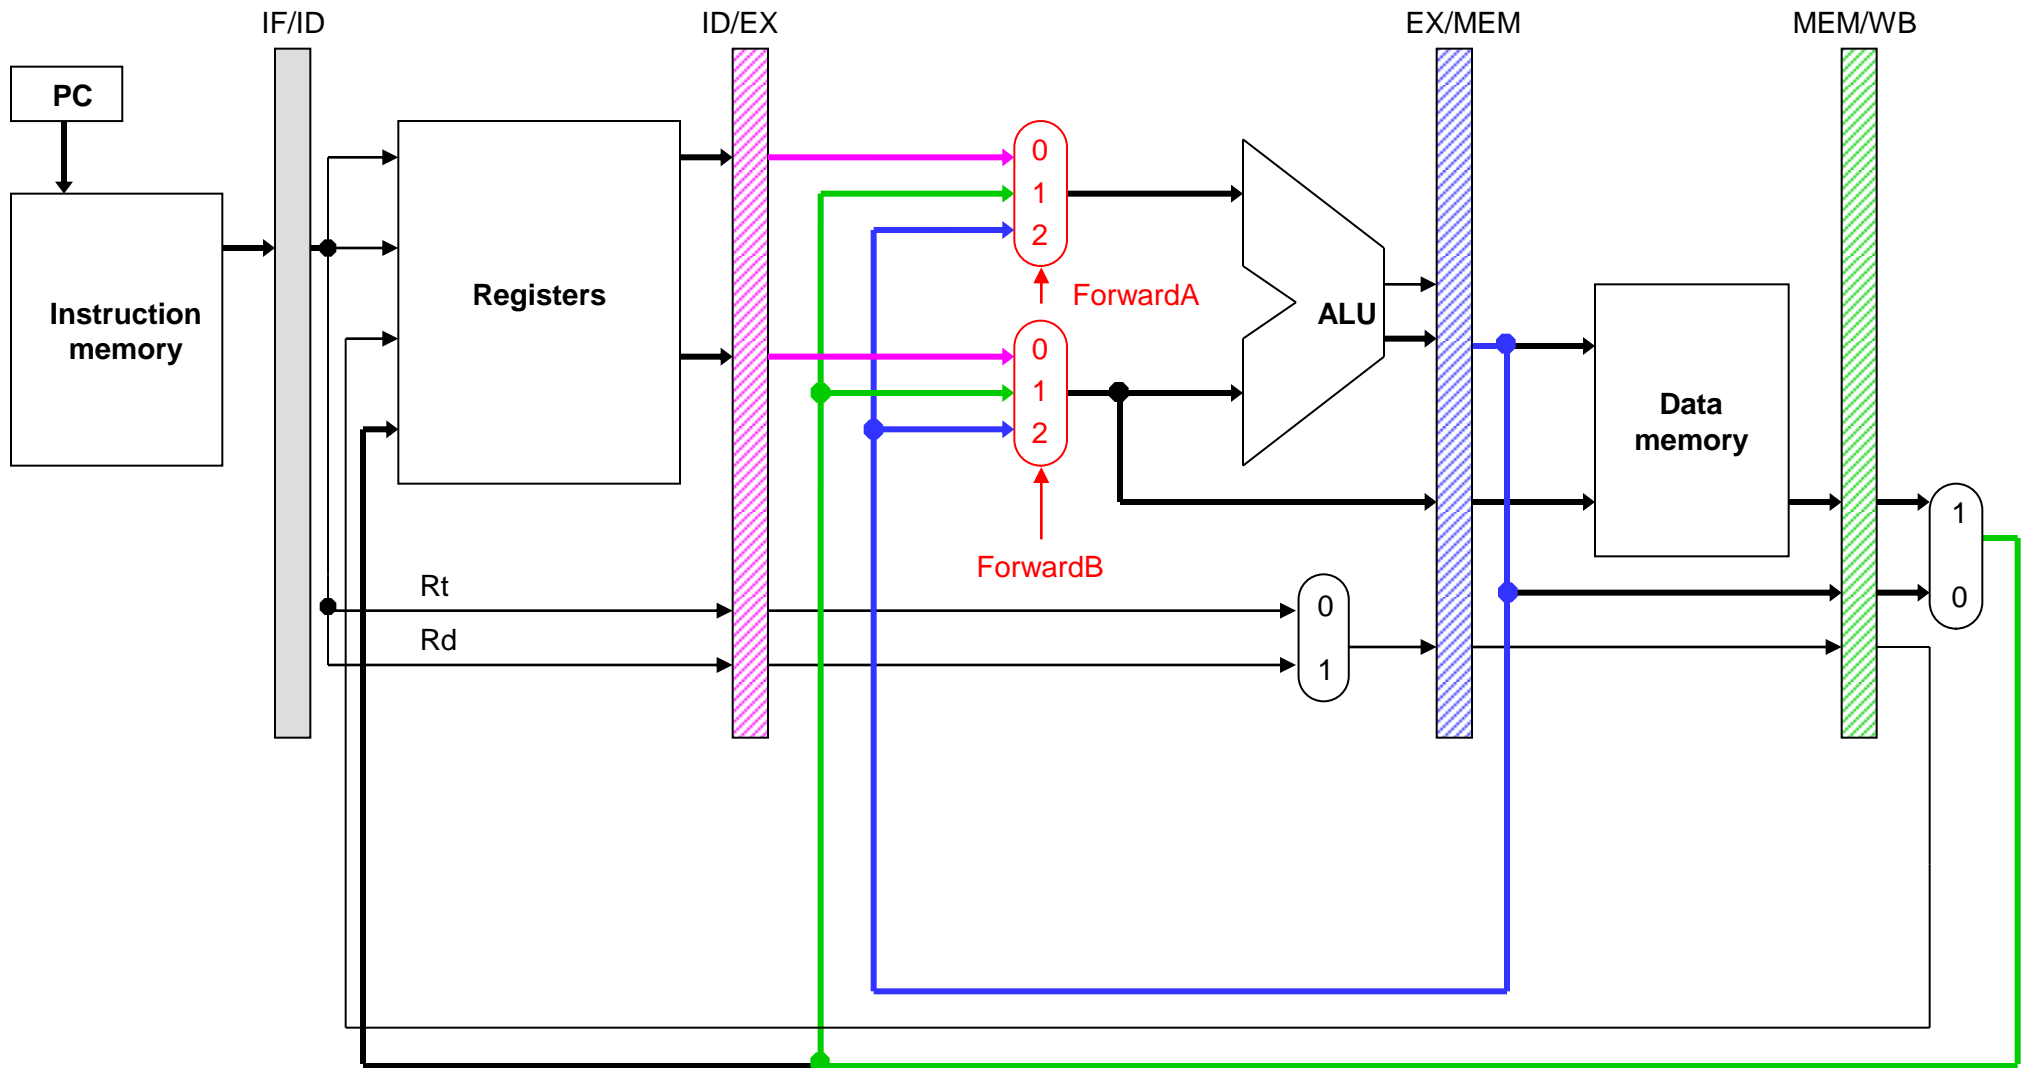 IF/ID
ID/EX
EX/MEM
MEM/WB
PC
0
1
2
Registers
ForwardA
Instruction
memory
ALU
0
1
2
Data
memory
1
0
ForwardB
Rt
Rd
0
1